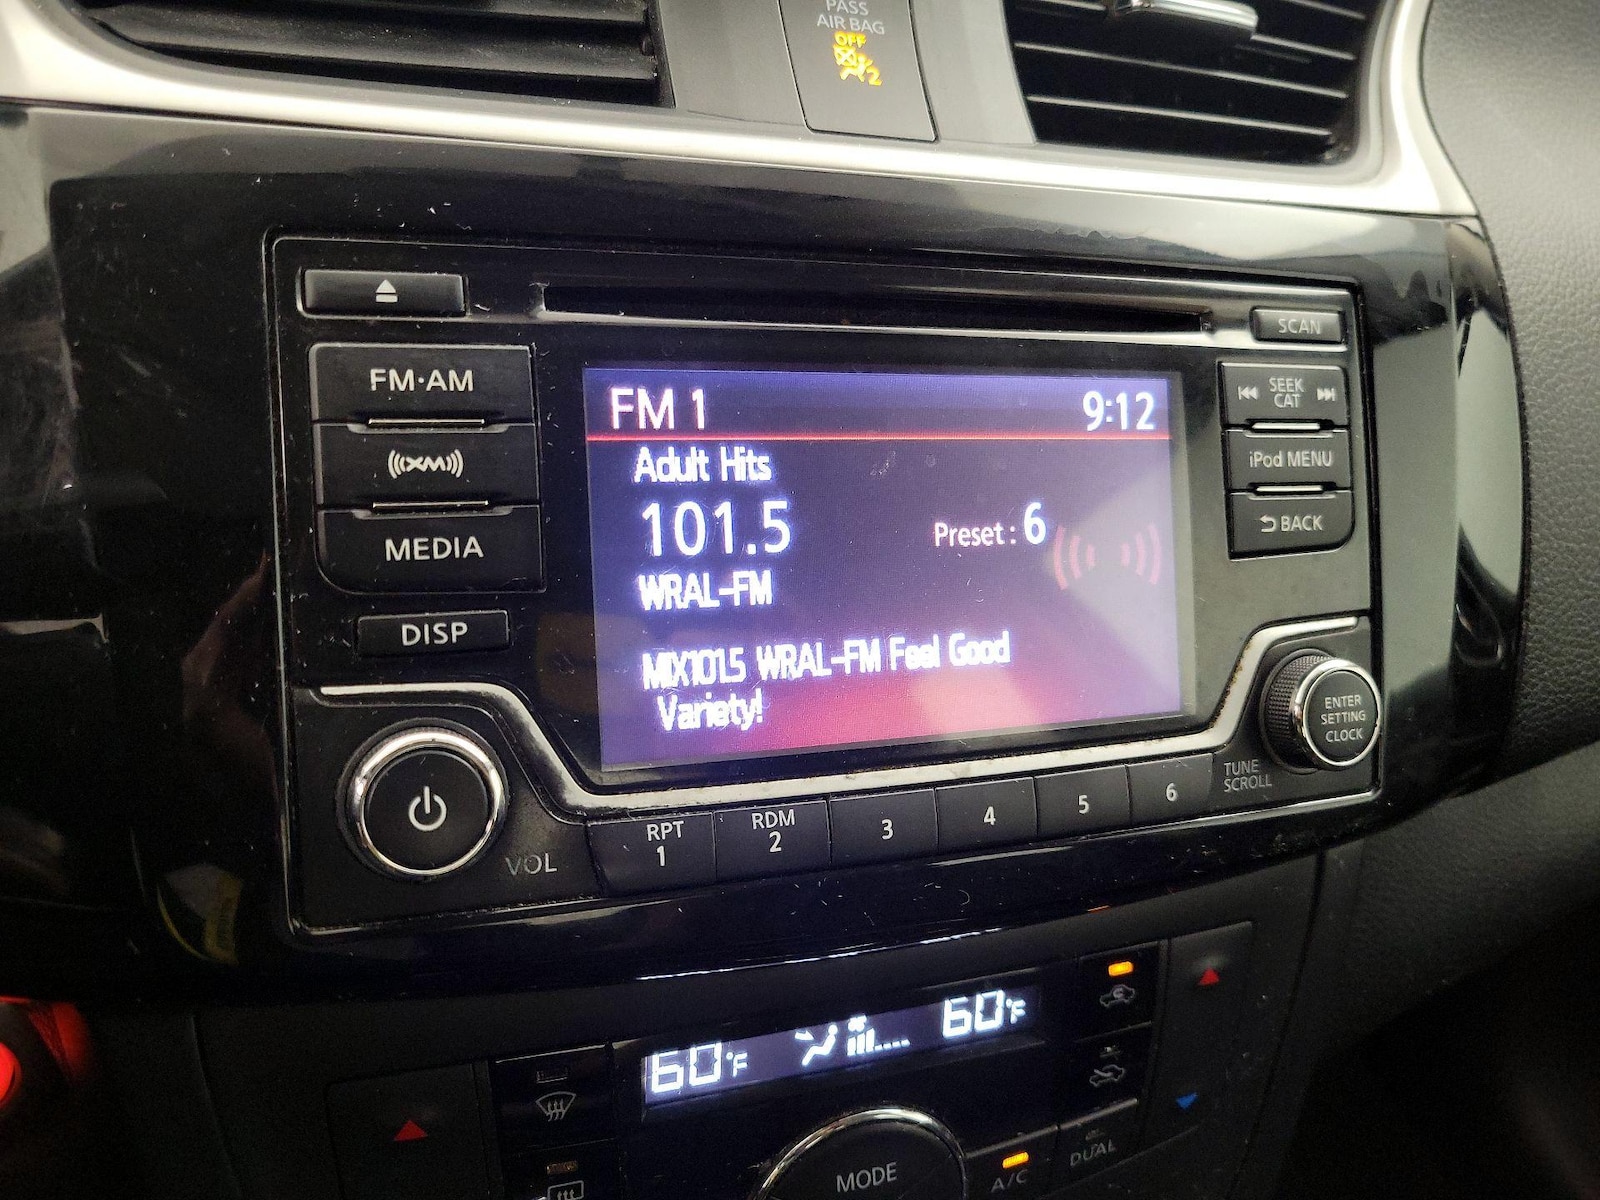 PASS
AIR BAG
OFF
2
SCAN
FM·AM
SEEK
CAT
XM
iPod MENU
MEDIA
BACK
DISP
FM 1 9:12
Adult Hits
101.5 Preset : 6
WRAL-FM
MIX101.5 WRAL-FM Feel Good
Variety!
ENTER
SETTING
CLOCK
TUNE
SCROLL
VOL
RPT
1
RDM
2
3
4
5
6
60°F 60°F
MODE
A/C
DUAL